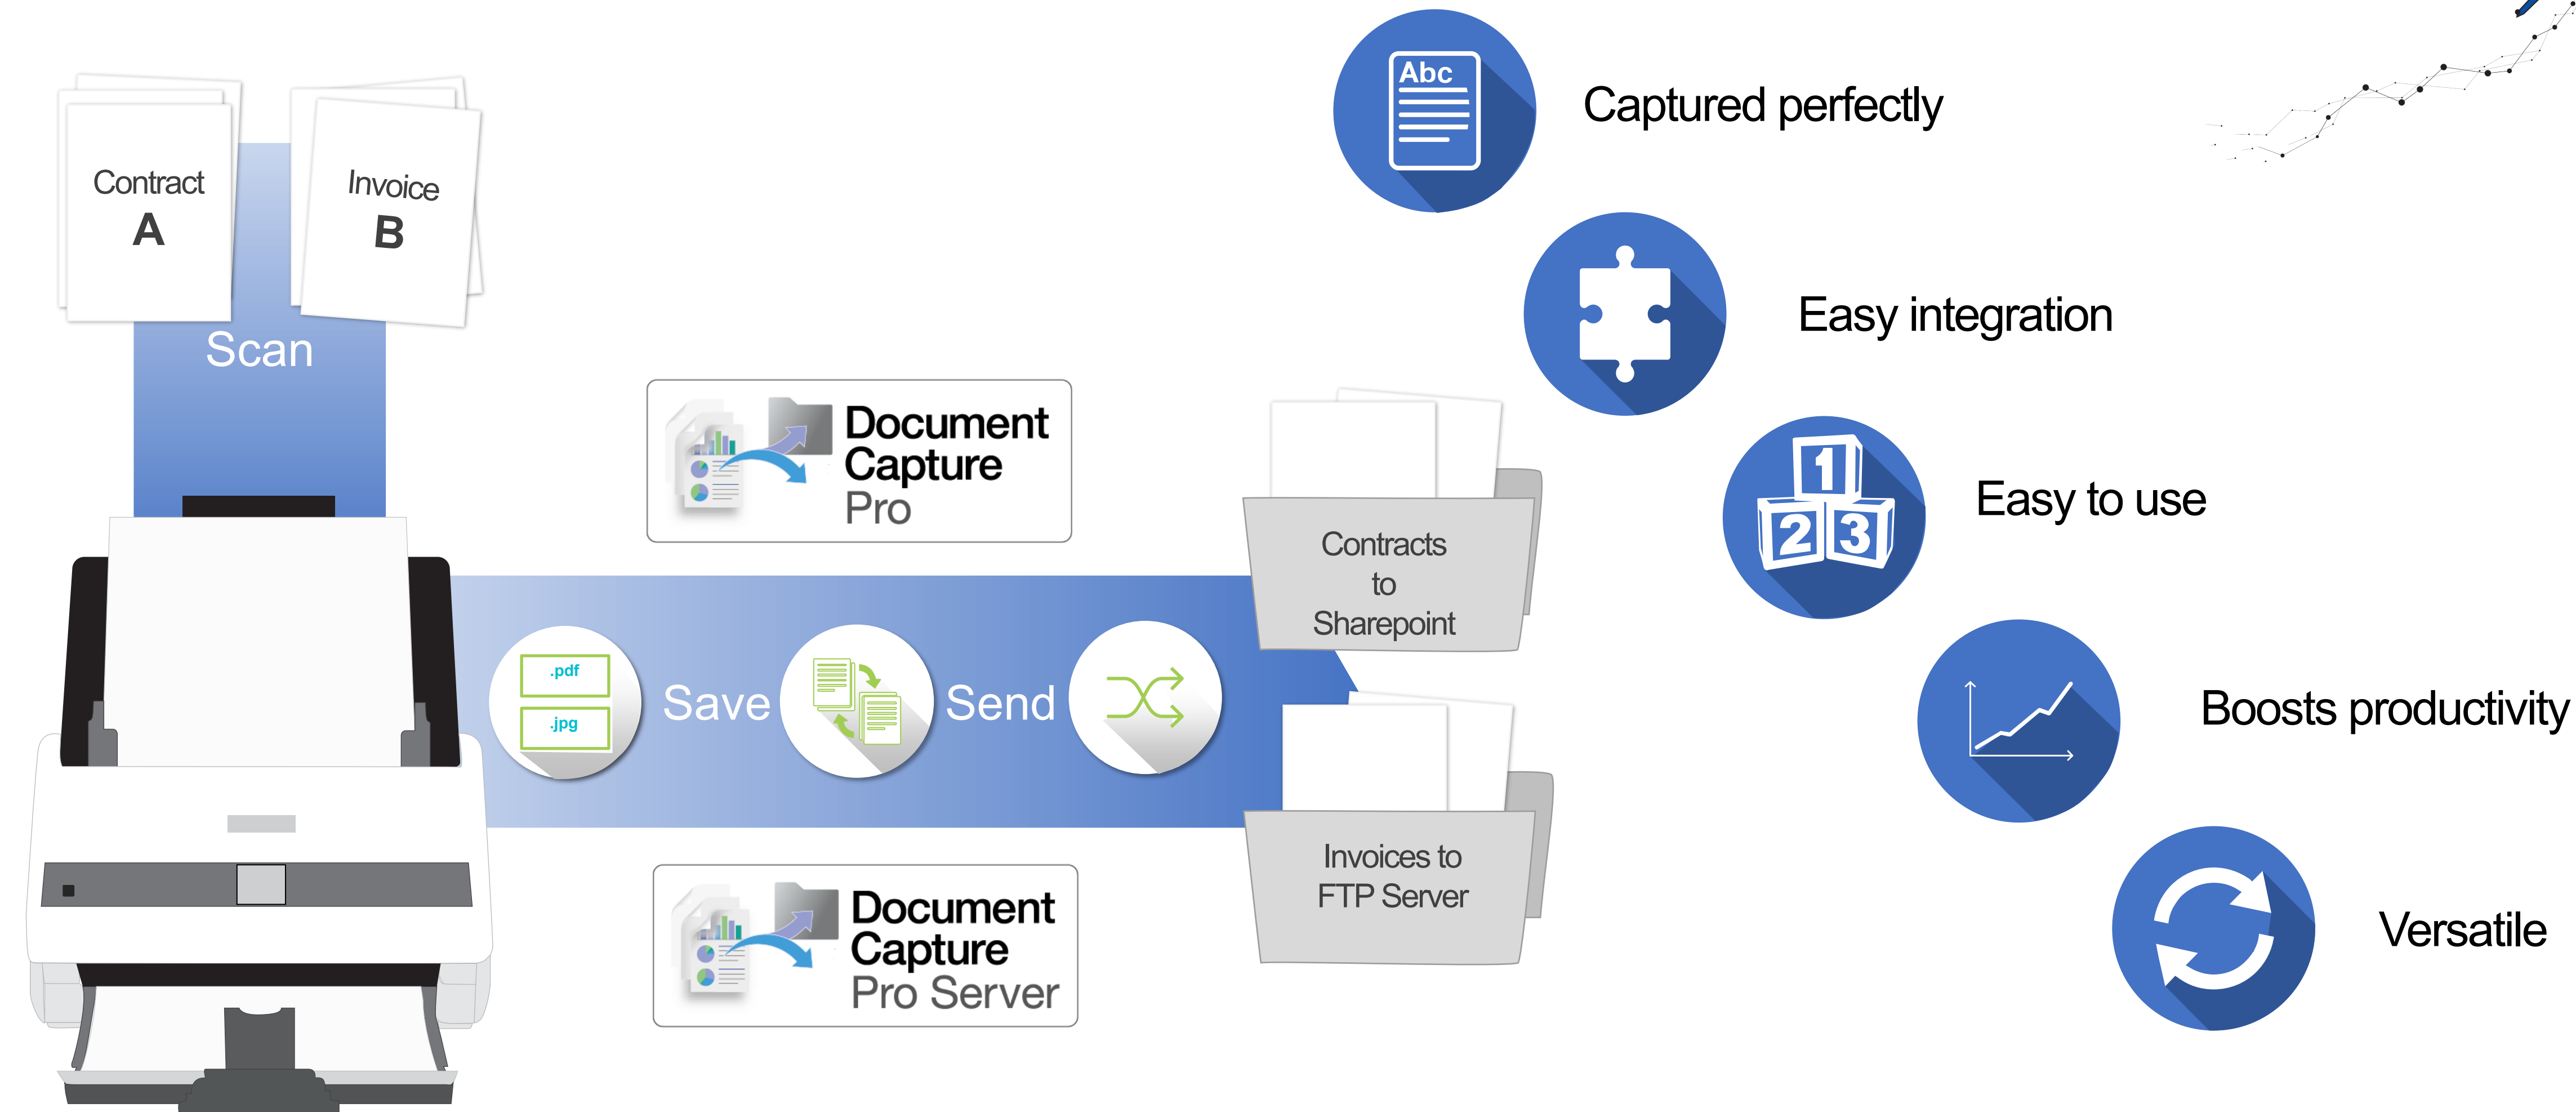 Contract
A
Invoice
B
Scan
Document
Capture
Pro
.pdf
.jpg
Save
Send
Document
Capture
Pro Server
Contracts
to
Sharepoint
Invoices to
FTP Server
Abc
Captured perfectly
Easy integration
1
2 3
Easy to use
Boosts productivity
Versatile